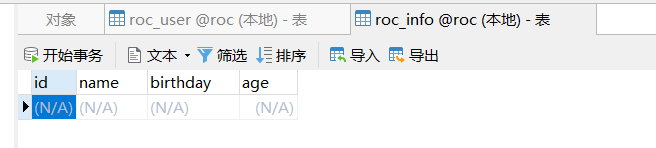 对象 roc_user @roc (本地) - 表 roc_info @roc (本地) - 表
开始事务 文本 筛选 排序 导入 导出
id name birthday age
(N/A) (N/A) (N/A) (N/A)